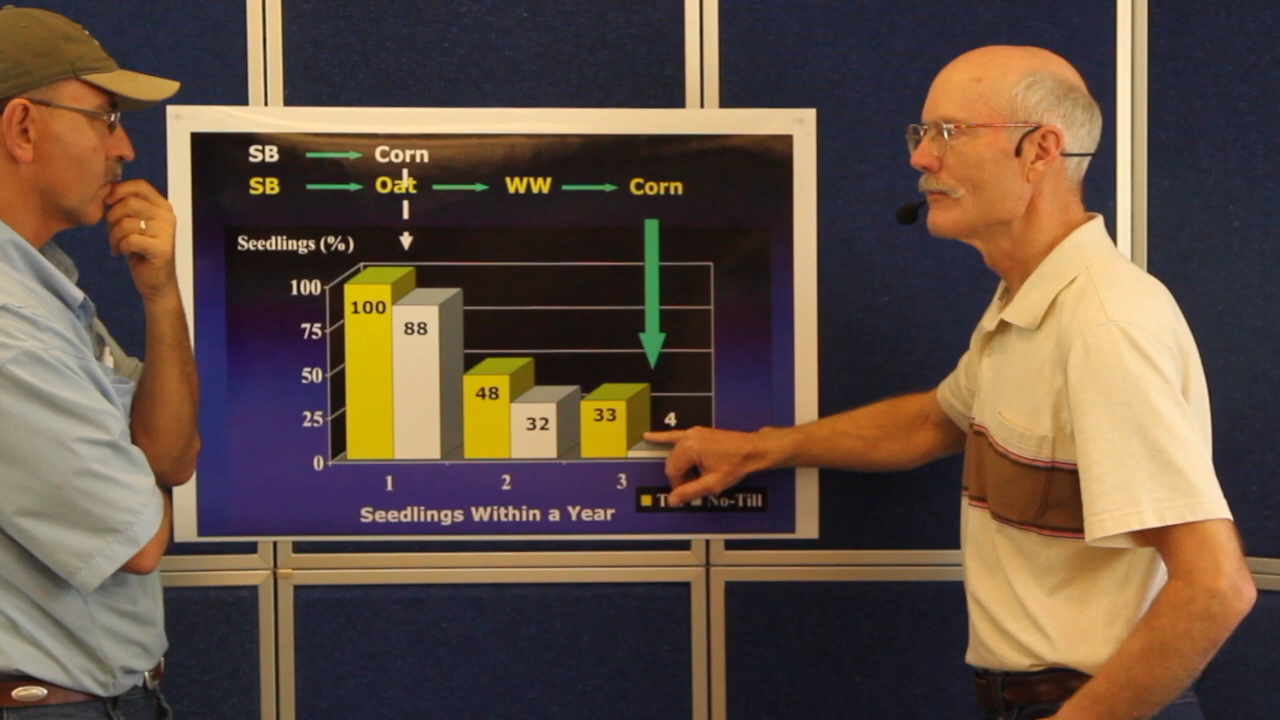 SB Corn
SB Oat WW Corn
Seedlings (%)
100
75
50
25
0
100
88
48
32
33
4
1 2 3
No-Till
Seedlings Within a Year